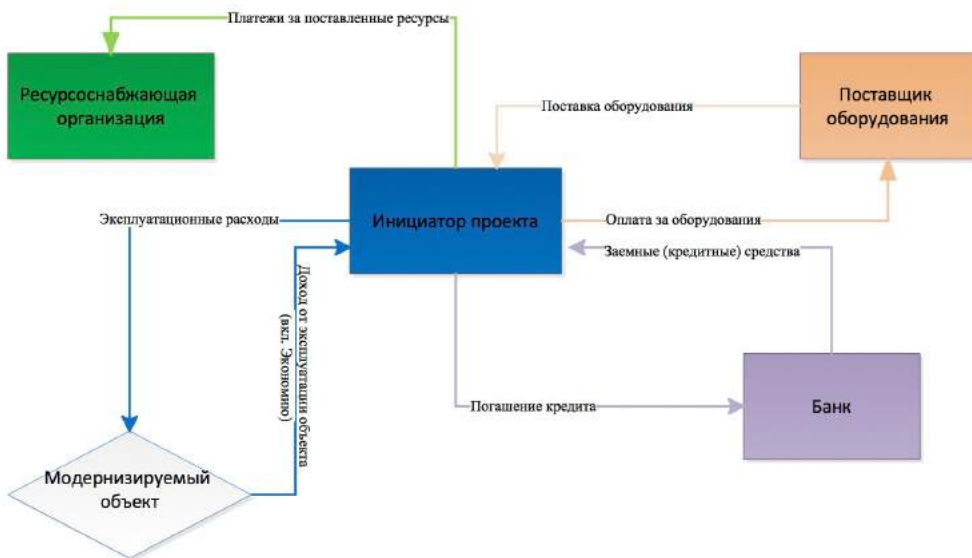 Платежи за поставленные ресурсы
Ресурсоснабжающая
организация
Поставка оборудования
Поставщик
оборудования
Эксплуатационные расходы
Инициатор проекта
Оплата за оборудования
Заемные (кредитные) средства
Доход от эксплуатации объекта
(вкл. Экономию)
Погашение кредита
Банк
Модернизируемый
объект